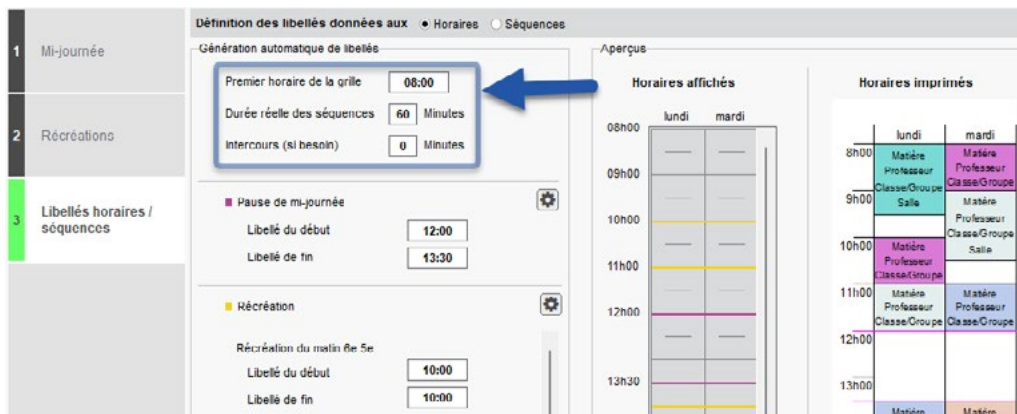 Définition des libellés données aux Horaires Séquences
1 Mi-journée
2 Récréations
3 Libellés horaires /
séquences
Génération automatique de libellés
Premier horaire de la grille 08:00
Durée réelle des séquences 60 Minutes
Intercours (si besoin) 0 Minutes
Pause de mi-journée
Libellé du début 12:00
Libellé de fin 13:30
Récréation
Récréation du matin 6e 5e
Libellé du début 10:00
Libellé de fin 10:00
Aperçus
Horaires affichés
lundi mardi
08h00
09h00
10h00
11h00
12h00
13h30
Horaires imprimés
lundi mardi
8h00 Matière Matière
Professeur Professeur
Classe/Groupe Classe/Groupe
9h00 Salle Matière
Professeur
Classe/Groupe
10h00 Matière Salle
Professeur
Classe/Groupe
11h00 Matière Matière
Professeur Professeur
Classe/Groupe Classe/Groupe
12h00
13h00
Matière Matière